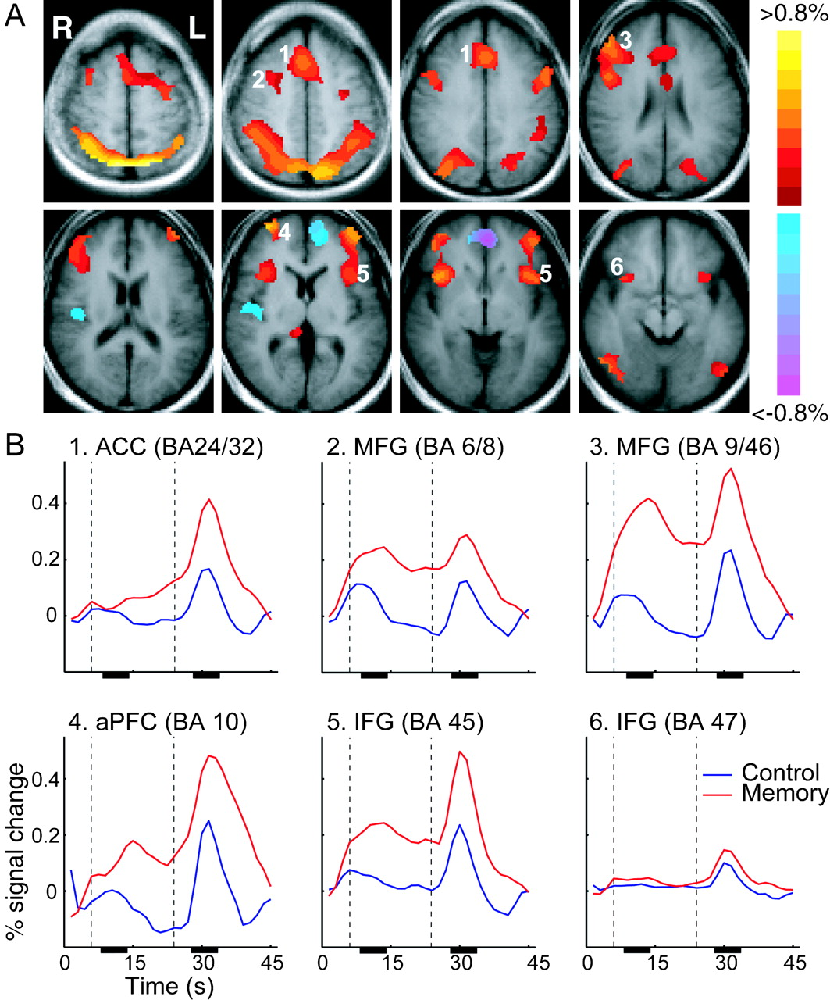 A
R L
1
2
1
3
>0.8%
4
5
5
6
<-0.8%
B
1. ACC (BA24/32)
2. MFG (BA 6/8)
3. MFG (BA 9/46)
0.4
0.2
0
4. aPFC (BA 10)
5. IFG (BA 45)
6. IFG (BA 47)
Control
Memory
% signal change
0.4
0.2
0
0 15 30 45
0 15 30 45
0 15 30 45
Time (s)